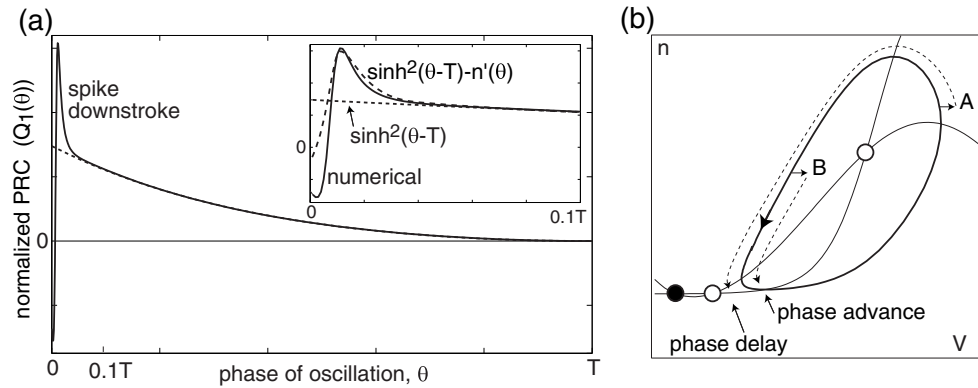 (a)
normalized PRC (Q₁(θ))
0
spike
downstroke
sinh²(θ-T)-n'(θ)
sinh²(θ-T)
0
numerical
0
0.1T
0
0.1T
T
phase of oscillation, θ
(b)
n
A
B
phase advance
phase delay
V